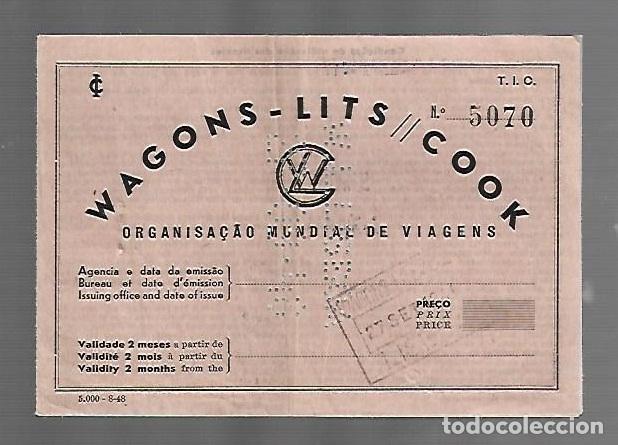 T. I. C.
N.º 5070
WAGONS-LITS // COOK
ORGANISAÇÃO MUNDIAL DE VIAGENS
Agencia e data da emissão
Bureau et date d'émission
Issuing office and date of issue
PREÇO
PRIX
PRICE
27 SE
Validade 2 meses a partir de
Validité 2 mois à partir du
Validity 2 months from the
5.000 - 8-48
todocoleccion